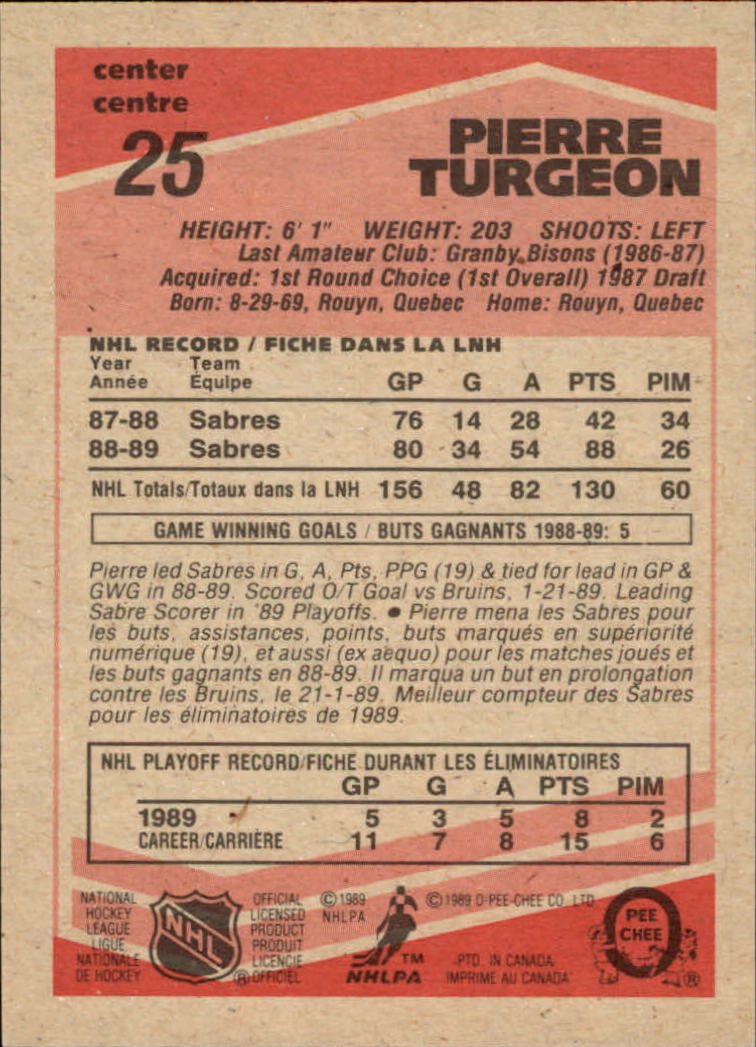 center
centre
25
PIERRE
TURGEON
HEIGHT: 6' 1" WEIGHT: 203 SHOOTS: LEFT
Last Amateur Club: Granby Bisons (1986-87)
Acquired: 1st Round Choice (1st Overall) 1987 Draft
Born: 8-29-69, Rouyn, Quebec Home: Rouyn, Quebec
NHL RECORD / FICHE DANS LA LNH
Year Team
Année Équipe GP G A PTS PIM
87-88 Sabres 76 14 28 42 34
88-89 Sabres 80 34 54 88 26
NHL Totals/Totaux dans la LNH 156 48 82 130 60
GAME WINNING GOALS / BUTS GAGNANTS 1988-89: 5
Pierre led Sabres in G, A, Pts, PPG (19) & tied for lead in GP &
GWG in 88-89. Scored O/T Goal vs Bruins, 1-21-89. Leading
Sabre Scorer in '89 Playoffs. ● Pierre mena les Sabres pour
les buts, assistances, points, buts marqués en supériorité
numérique (19), et aussi (ex aequo) pour les matches joués et
les buts gagnants en 88-89. Il marqua un but en prolongation
contre les Bruins, le 21-1-89. Meilleur compteur des Sabres
pour les éliminatoires de 1989.
NHL PLAYOFF RECORD/FICHE DURANT LES ÉLIMINATOIRES
GP G A PTS PIM
1989 5 3 5 8 2
CAREER/CARRIÈRE 11 7 8 15 6
NATIONAL
HOCKEY
LEAGUE
LIGUE
NATIONALE
DE HOCKEY
NHL
OFFICIAL
LICENSED
PRODUCT
PRODUIT
LICENCIE
® OFFICIEL
© 1989
NHLPA
TM
NHLPA
© 1989 O-PEE-CHEE CO. LTD.
PTD. IN CANADA
IMPRIME AU CANADA
O
PEE
CHEE
®